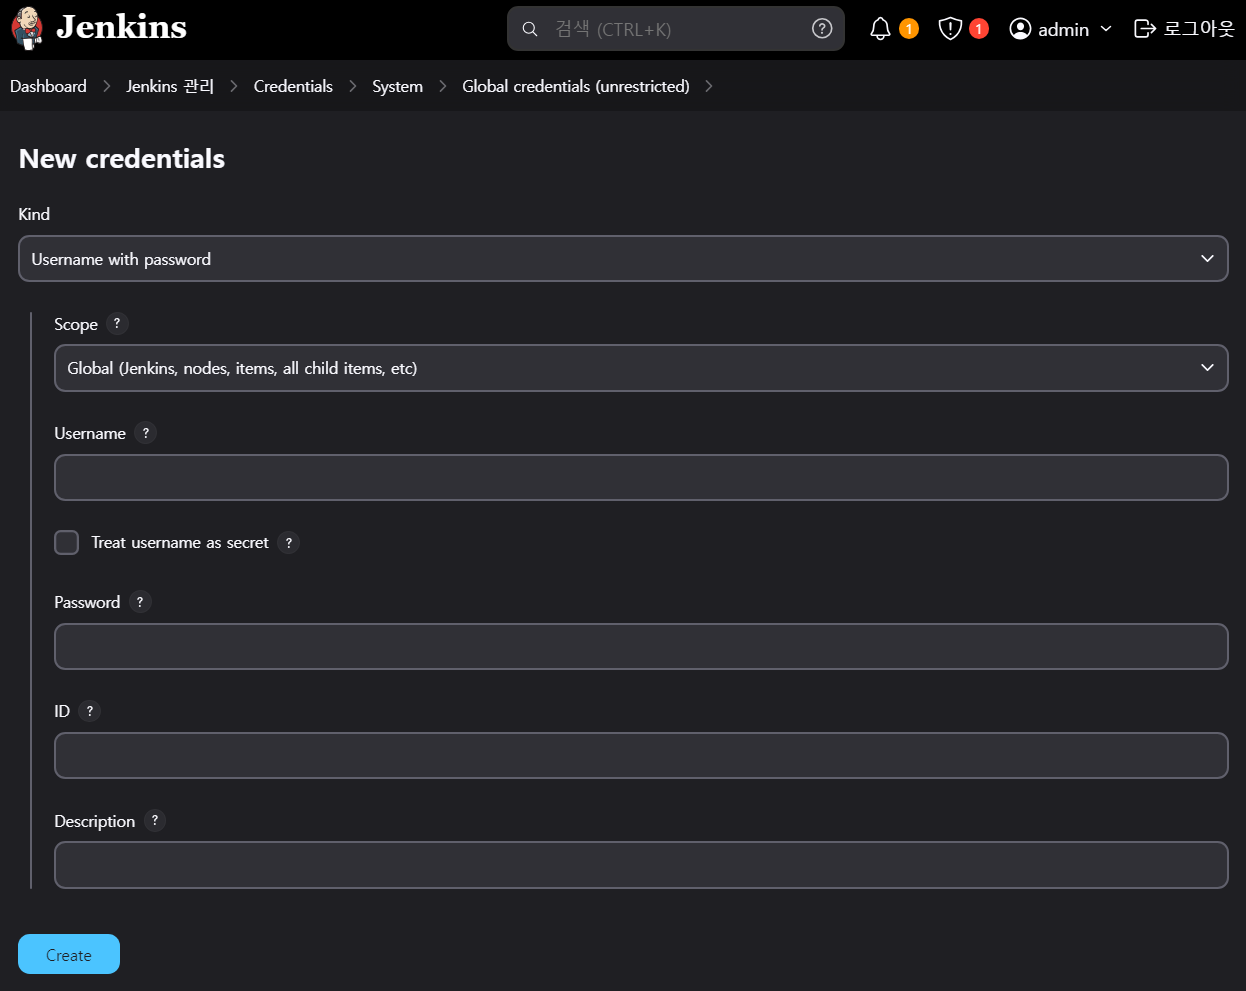 Jenkins 검색 (CTRL+K) ? 1 1 admin 로그아웃
Dashboard Jenkins 관리 Credentials System Global credentials (unrestricted)
New credentials
Kind
Username with password
Scope ?
Global (Jenkins, nodes, items, all child items, etc)
Username ?
Treat username as secret ?
Password ?
ID ?
Description ?
Create